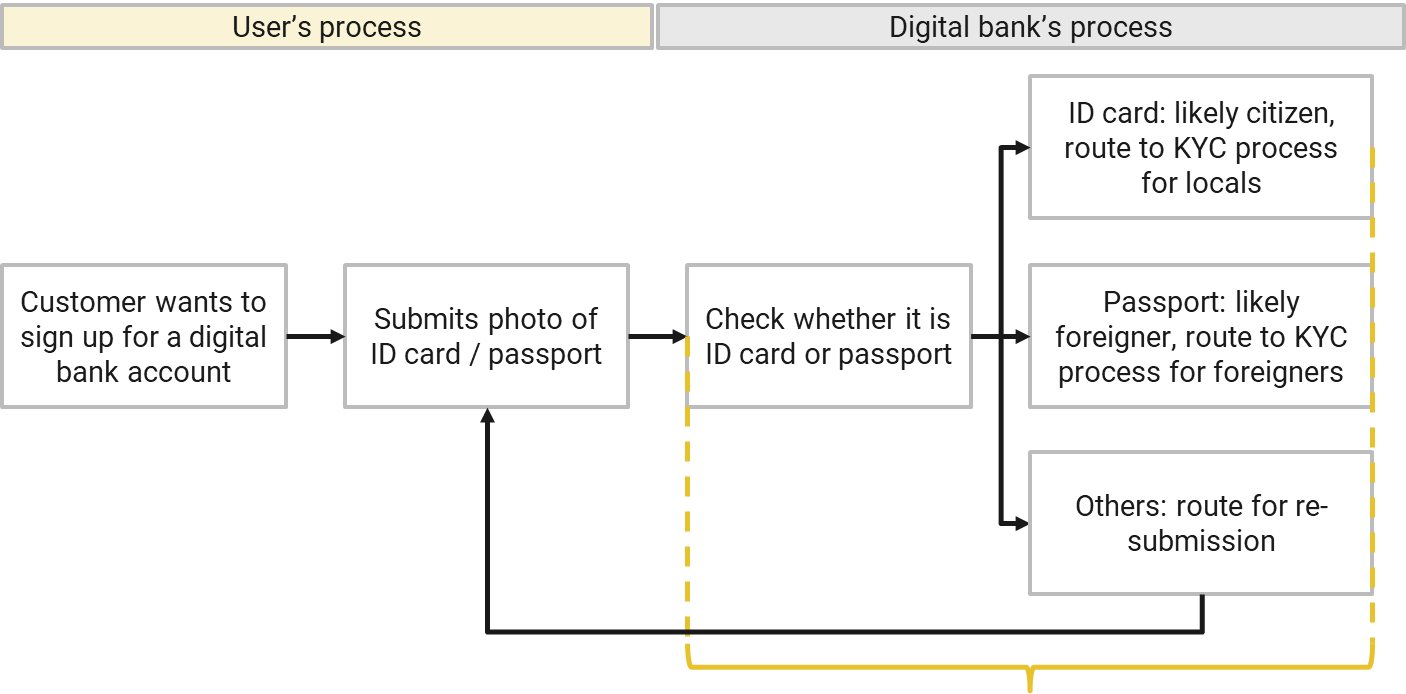 User’s process
Digital bank’s process
Customer wants to
sign up for a digital
bank account
Submits photo of
ID card / passport
Check whether it is
ID card or passport
ID card: likely citizen,
route to KYC process
for locals
Passport: likely
foreigner, route to KYC
process for foreigners
Others: route for re-
submission